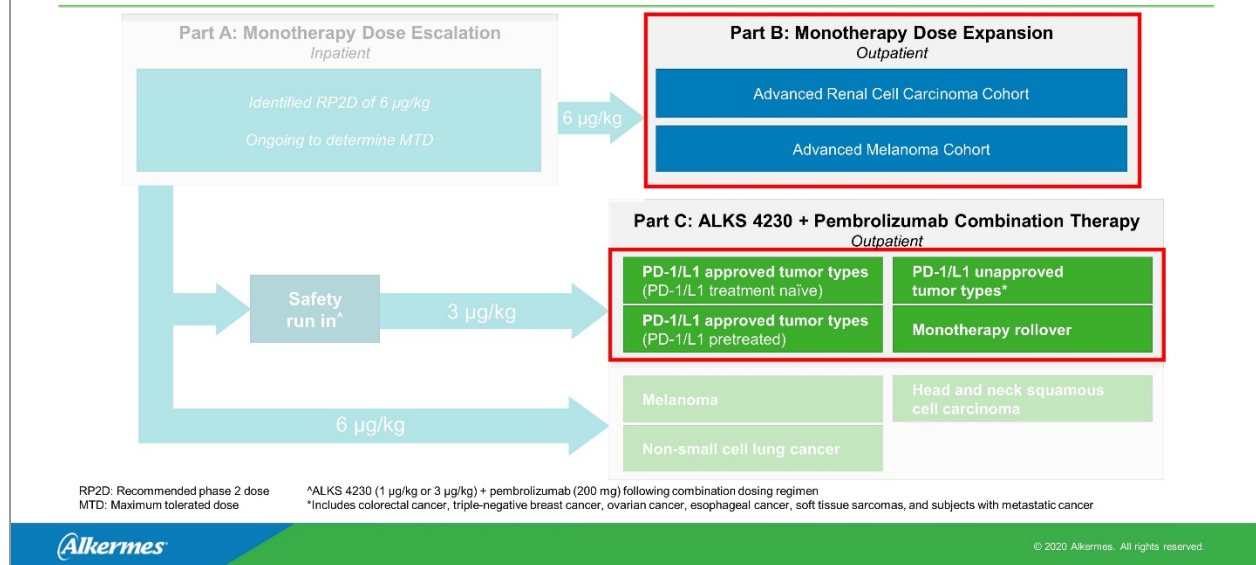 Part A: Monotherapy Dose Escalation
Inpatient
Identified RP2D of 6 µg/kg
Ongoing to determine MTD
6 µg/kg
Part B: Monotherapy Dose Expansion
Outpatient
Advanced Renal Cell Carcinoma Cohort
Advanced Melanoma Cohort
Safety
run in^
3 µg/kg
6 µg/kg
Part C: ALKS 4230 + Pembrolizumab Combination Therapy
Outpatient
PD-1/L1 approved tumor types
(PD-1/L1 treatment naïve)
PD-1/L1 unapproved
tumor types*
PD-1/L1 approved tumor types
(PD-1/L1 pretreated)
Monotherapy rollover
Melanoma
Head and neck squamous
cell carcinoma
Non-small cell lung cancer
RP2D: Recommended phase 2 dose
MTD: Maximum tolerated dose
^ALKS 4230 (1 µg/kg or 3 µg/kg) + pembrolizumab (200 mg) following combination dosing regimen
*Includes colorectal cancer, triple-negative breast cancer, ovarian cancer, esophageal cancer, soft tissue sarcomas, and subjects with metastatic cancer
Alkermes
© 2020 Alkermes. All rights reserved.